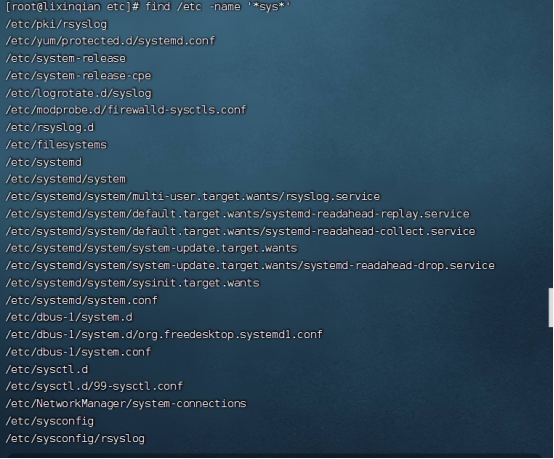 [root@lixinqian etc]# find /etc -name '*sys*'
/etc/pki/rsyslog
/etc/yum/protected.d/systemd.conf
/etc/system-release
/etc/system-release-cpe
/etc/logrotate.d/syslog
/etc/modprobe.d/firewalld-sysctls.conf
/etc/rsyslog.d
/etc/filesystems
/etc/systemd
/etc/systemd/system
/etc/systemd/system/multi-user.target.wants/rsyslog.service
/etc/systemd/system/default.target.wants/systemd-readahead-replay.service
/etc/systemd/system/default.target.wants/systemd-readahead-collect.service
/etc/systemd/system/system-update.target.wants
/etc/systemd/system/system-update.target.wants/systemd-readahead-drop.service
/etc/systemd/system/sysinit.target.wants
/etc/systemd/system.conf
/etc/dbus-1/system.d
/etc/dbus-1/system.d/org.freedesktop.systemd1.conf
/etc/dbus-1/system.conf
/etc/sysctl.d
/etc/sysctl.d/99-sysctl.conf
/etc/NetworkManager/system-connections
/etc/sysconfig
/etc/sysconfig/rsyslog